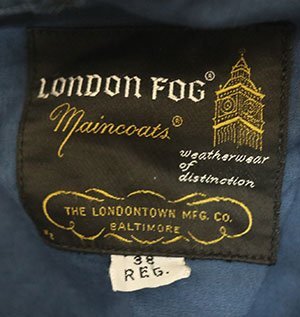 LONDON FOG®
Maincoats®
weatherwear
of
distinction
THE LONDONTOWN MFG. CO.
BALTIMORE
38
REG.